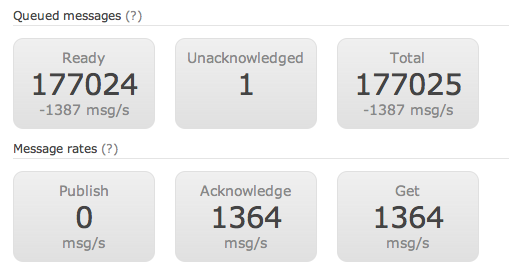 Queued messages (?)
Ready Unacknowledged Total
177024 1 177025
-1387 msg/s -1387 msg/s
Message rates (?)
Publish Acknowledge Get
0 1364 1364
msg/s msg/s msg/s